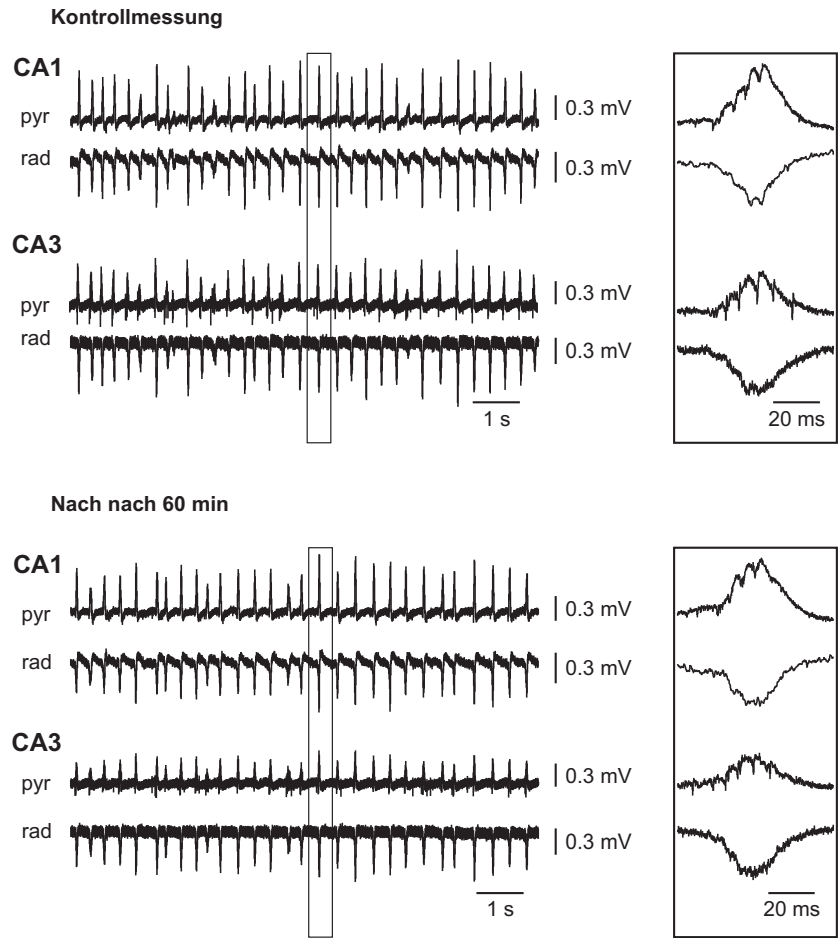 Kontrollmessung
CA1
pyr
0.3 mV
rad
0.3 mV
CA3
pyr
0.3 mV
rad
0.3 mV
1 s
20 ms
Nach nach 60 min
CA1
pyr
0.3 mV
rad
0.3 mV
CA3
pyr
0.3 mV
rad
0.3 mV
1 s
20 ms